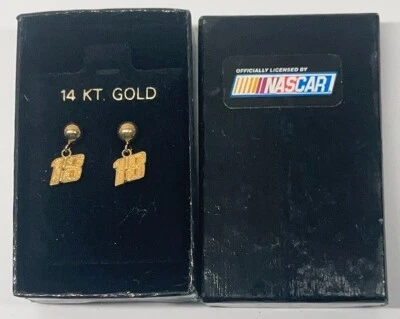 14 KT. GOLD
18 18
OFFICIALLY LICENSED BY
NASCAR